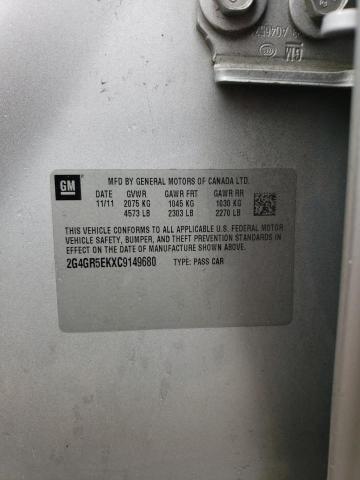 A0465
GM
GM
MFD BY GENERAL MOTORS OF CANADA LTD.
DATE GVWR GAWR FRT GAWR RR
11/11 2075 KG 1045 KG 1030 KG
4573 LB 2303 LB 2270 LB
THIS VEHICLE CONFORMS TO ALL APPLICABLE U.S. FEDERAL MOTOR
VEHICLE SAFETY, BUMPER, AND THEFT PREVENTION STANDARDS IN
EFFECT ON THE DATE OF MANUFACTURE SHOWN ABOVE.
2G4GR5EKXC9149680 TYPE: PASS CAR